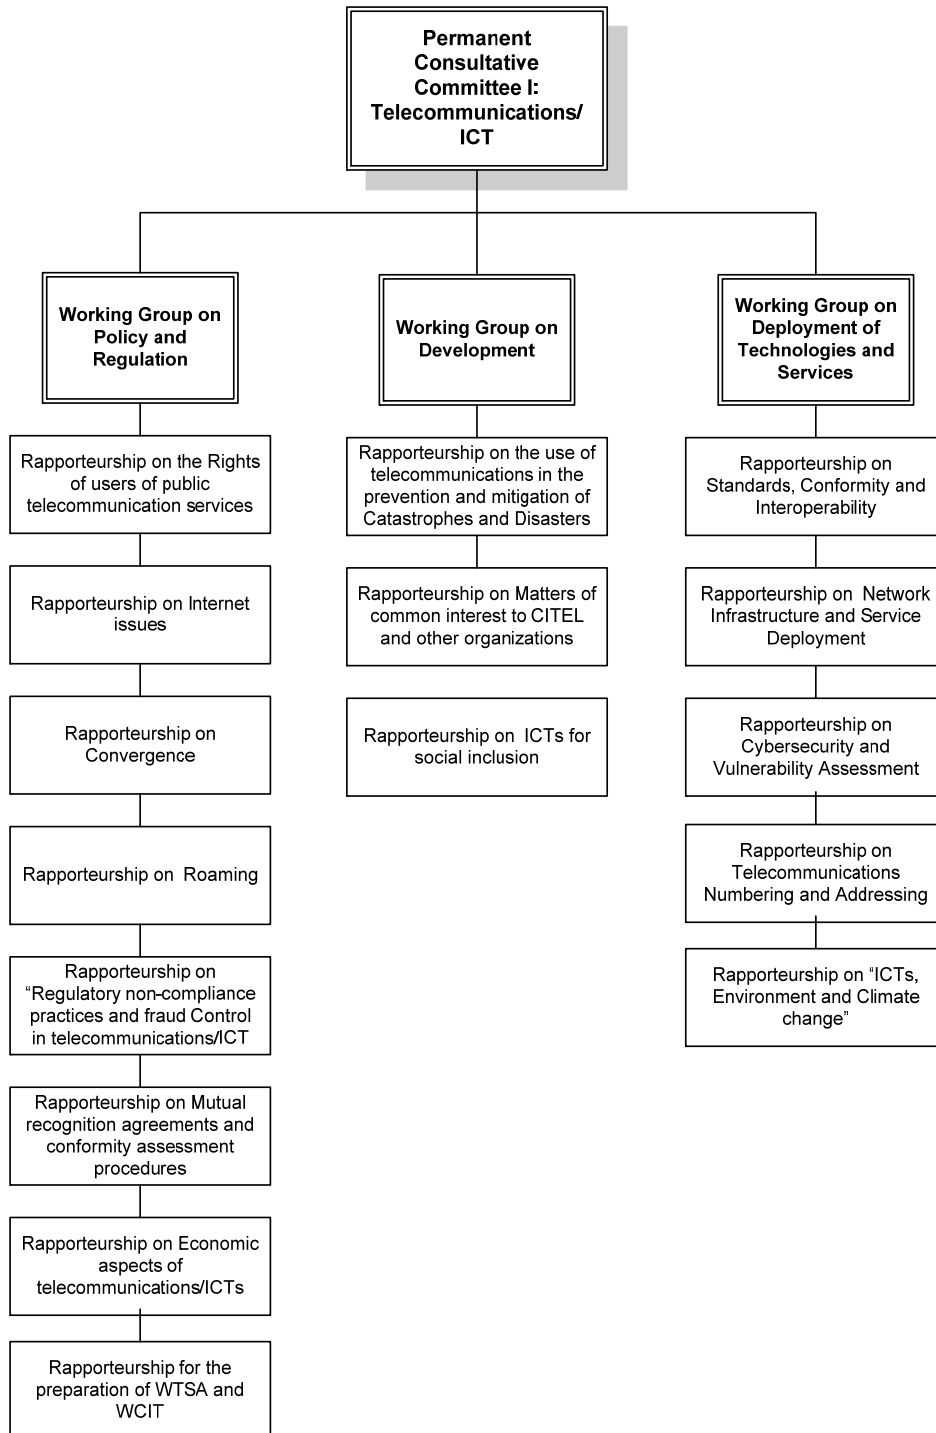 Permanent
Consultative
Committee I:
Telecommunications/
ICT
Working Group on
Policy and
Regulation
Rapporteurship on the Rights
of users of public
telecommunication services
Rapporteurship on Internet
issues
Rapporteurship on
Convergence
Rapporteurship on  Roaming
Rapporteurship on
“Regulatory non-compliance
practices and fraud Control
in telecommunications/ICT
Rapporteurship on Mutual
recognition agreements and
conformity assessment
procedures
Rapporteurship on Economic
aspects of
telecommunications/ICTs
Rapporteurship for the
preparation of WTSA and
WCIT
Working Group on
Development
Rapporteurship on the use of
telecommunications in the
prevention and mitigation of
Catastrophes and Disasters
Rapporteurship on Matters of
common interest to CITEL
and other organizations
Rapporteurship on  ICTs for
social inclusion
Working Group on
Deployment of
Technologies and
Services
Rapporteurship on
Standards, Conformity and
Interoperability
Rapporteurship on  Network
Infrastructure and Service
Deployment
Rapporteurship on
Cybersecurity and
Vulnerability Assessment
Rapporteurship on
Telecommunications
Numbering and Addressing
Rapporteurship on “ICTs,
Environment and Climate
change”